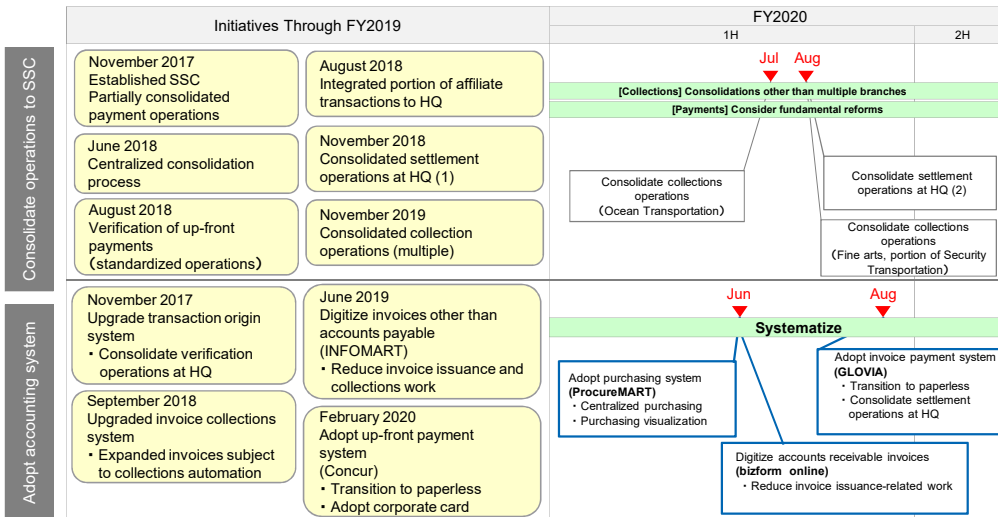 Initiatives Through FY2019
FY2020
1H
2H
Consolidate operations to SSC
November 2017
Established SSC
Partially consolidated
payment operations
June 2018
Centralized consolidation
process
August 2018
Verification of up-front
payments
(standardized operations)
August 2018
Integrated portion of affiliate
transactions to HQ
November 2018
Consolidated settlement
operations at HQ (1)
November 2019
Consolidated collection
operations (multiple)
Jul
Aug
[Collections] Consolidations other than multiple branches
[Payments] Consider fundamental reforms
Consolidate collections
operations
(Ocean Transportation)
Consolidate settlement
operations at HQ (2)
Consolidate collections
operations
(Fine arts, portion of Security
Transportation)
Adopt accounting system
November 2017
Upgrade transaction origin
system
・Consolidate verification
operations at HQ
September 2018
Upgraded invoice collections
system
・Expanded invoices subject
to collections automation
June 2019
Digitize invoices other than
accounts payable
(INFOMART)
・Reduce invoice issuance and
collections work
February 2020
Adopt up-front payment
system
(Concur)
・Transition to paperless
・Adopt corporate card
Jun
Aug
Systematize
Adopt purchasing system
(ProcureMART)
・Centralized purchasing
・Purchasing visualization
Adopt invoice payment system
(GLOVIA)
・Transition to paperless
・Consolidate settlement
operations at HQ
Digitize accounts receivable invoices
(bizform online)
・Reduce invoice issuance-related work